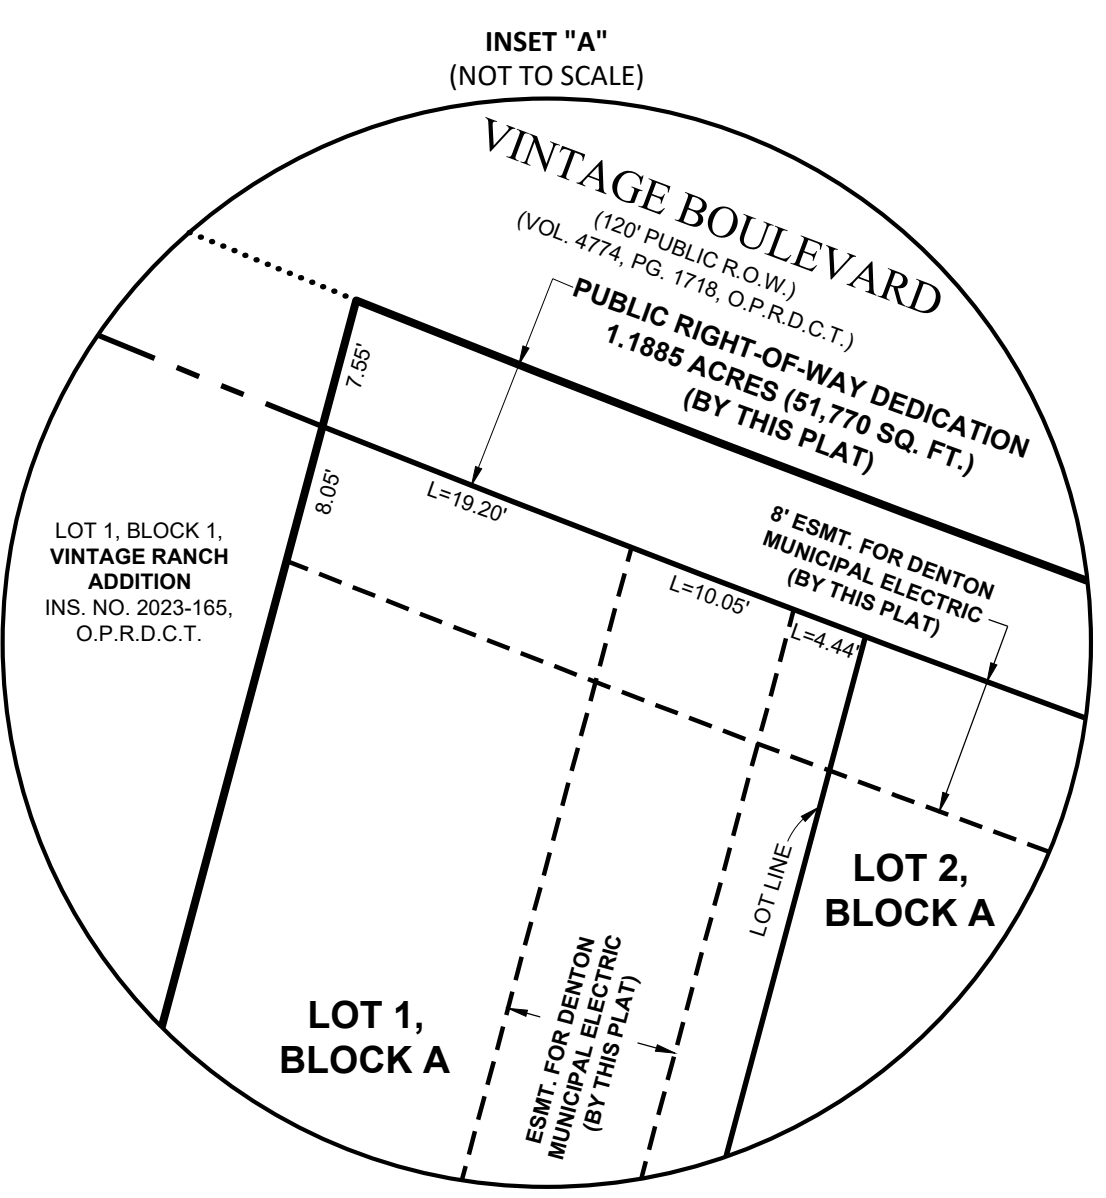 INSET "A"
(NOT TO SCALE)
VINTAGE BOULEVARD
(120' PUBLIC R.O.W.)
(VOL. 4774, PG. 1718, O.P.R.D.C.T.)
PUBLIC RIGHT-OF-WAY DEDICATION
1.1885 ACRES (51,770 SQ. FT.)
(BY THIS PLAT)
7.55'
8.05'
L=19.20'
L=10.05'
L=4.44'
8' ESMT. FOR DENTON
MUNICIPAL ELECTRIC
(BY THIS PLAT)
LOT 1, BLOCK 1,
VINTAGE RANCH
ADDITION
INS. NO. 2023-165,
O.P.R.D.C.T.
LOT LINE
LOT 2,
BLOCK A
LOT 1,
BLOCK A
ESMT. FOR DENTON
MUNICIPAL ELECTRIC
(BY THIS PLAT)